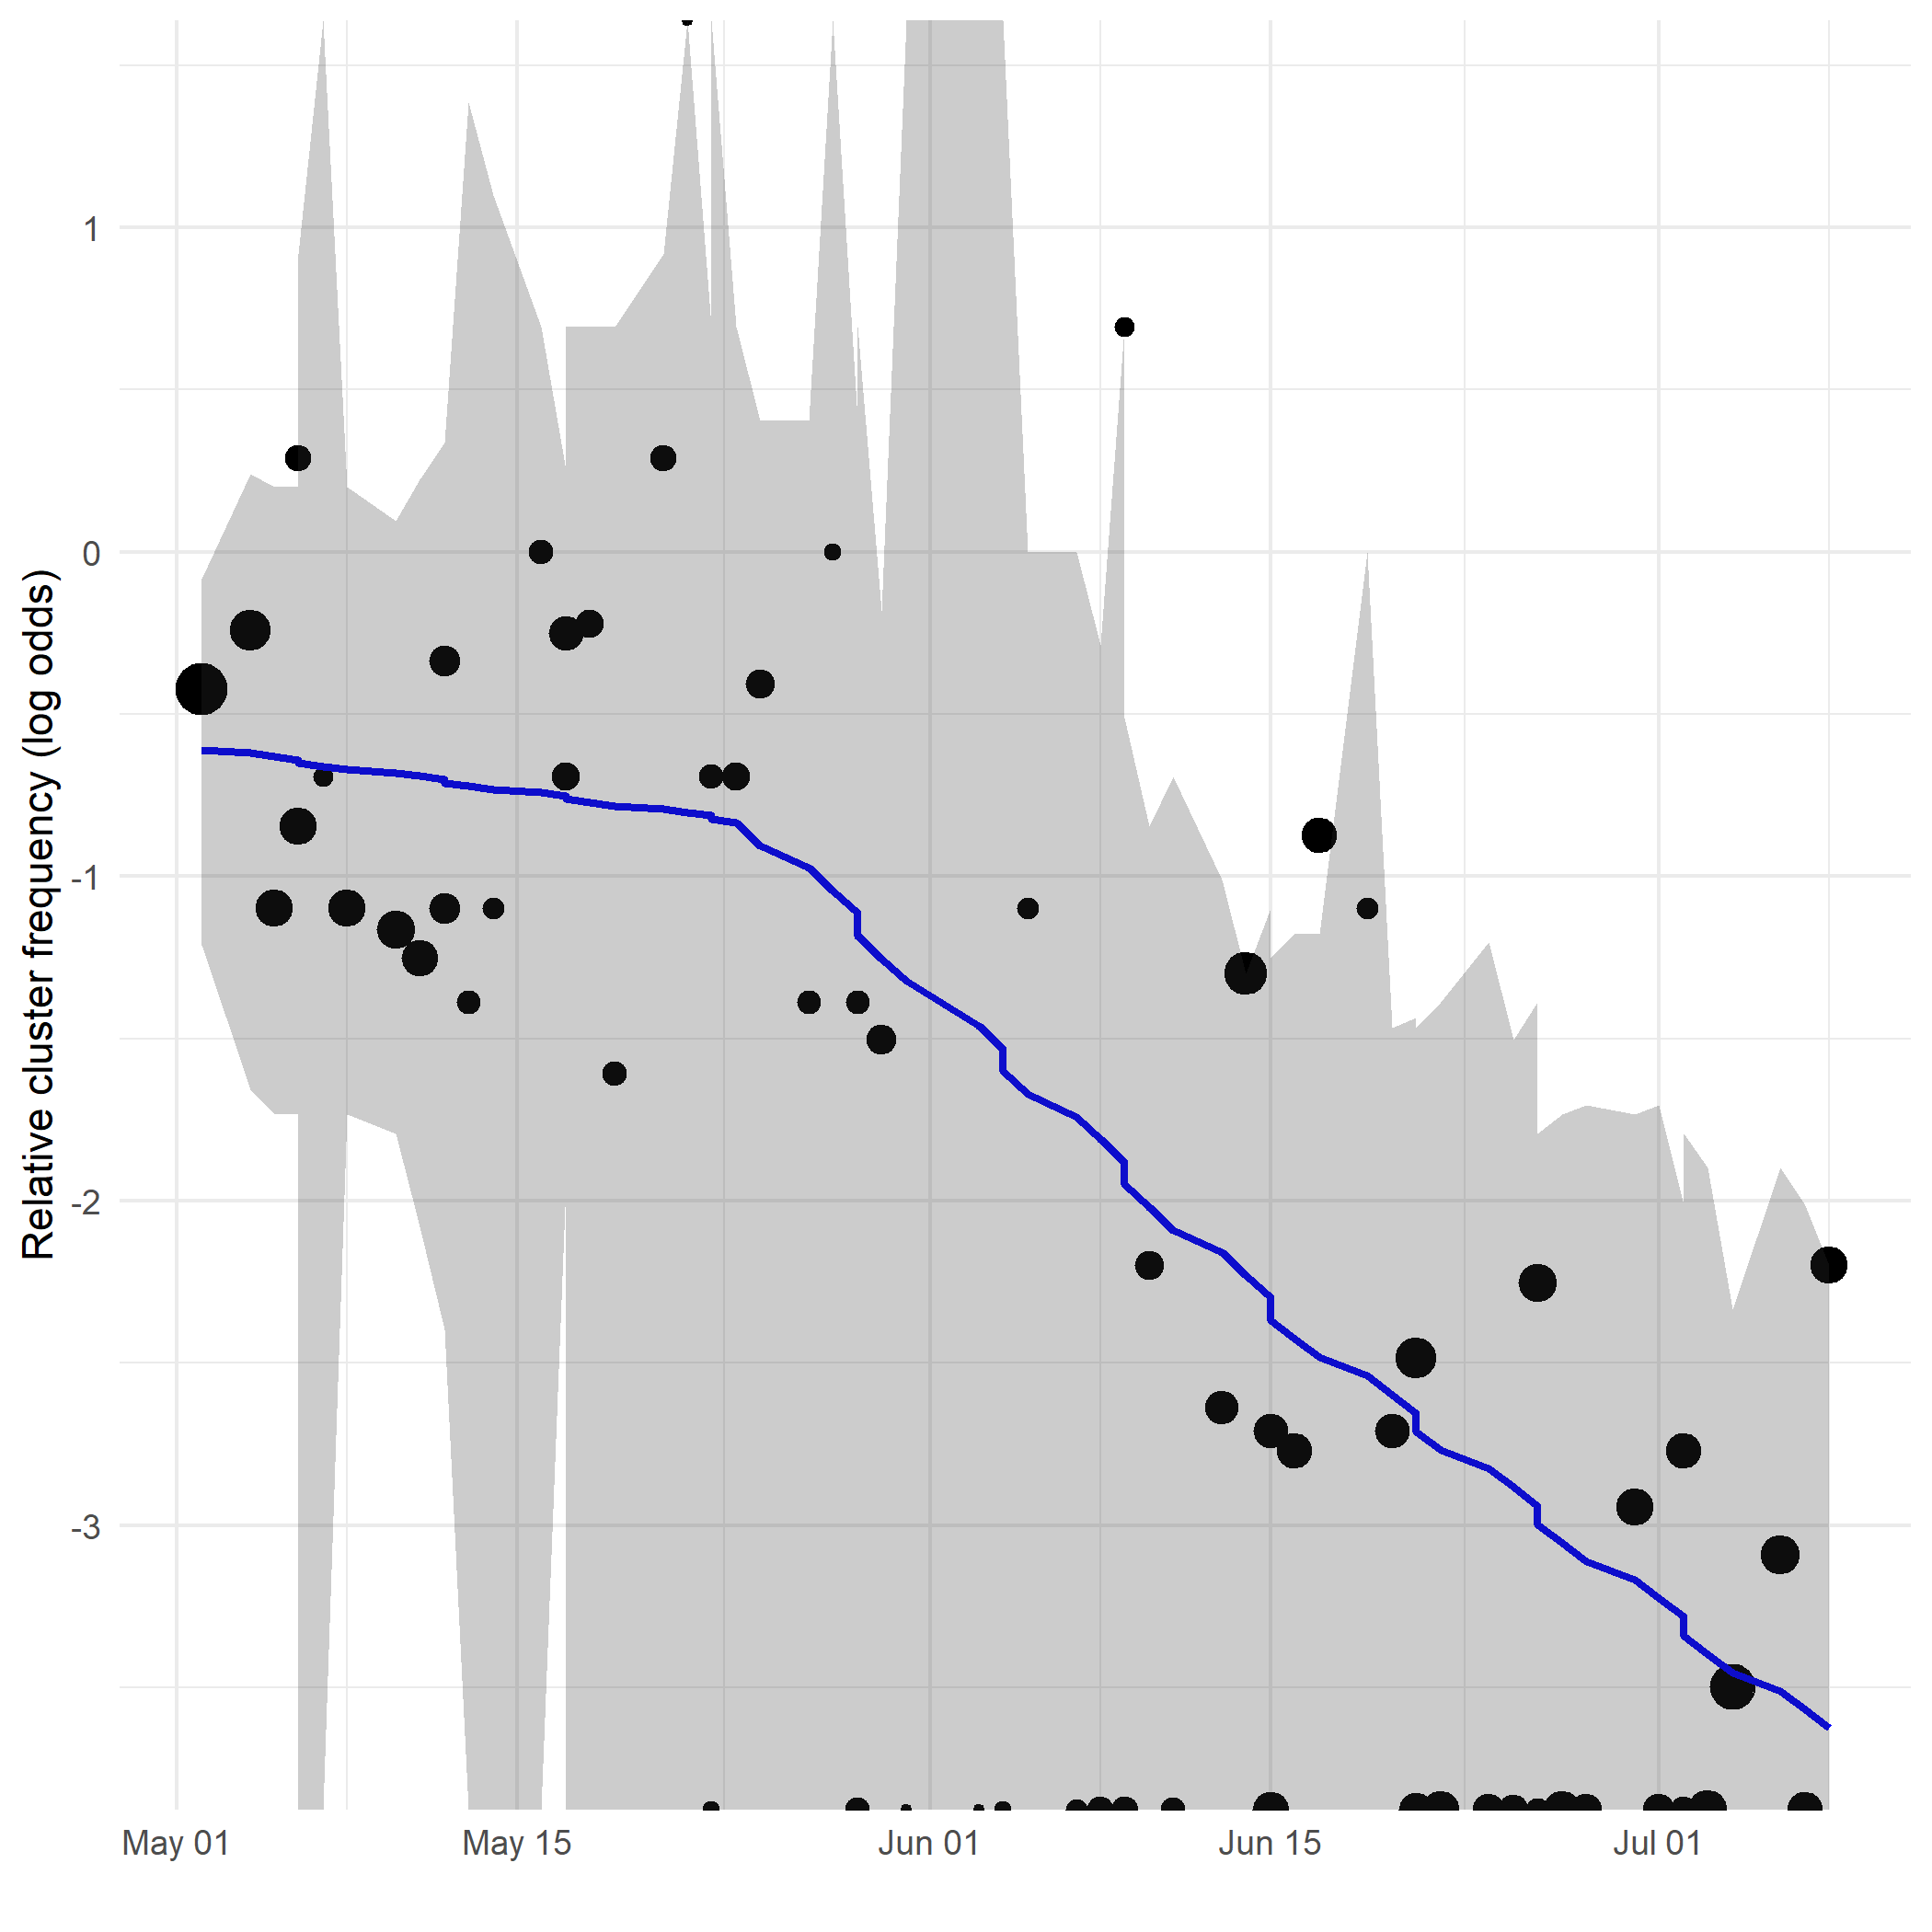 Relative cluster frequency (log odds)
1
0
-1
-2
-3
May 01
May 15
Jun 01
Jun 15
Jul 01